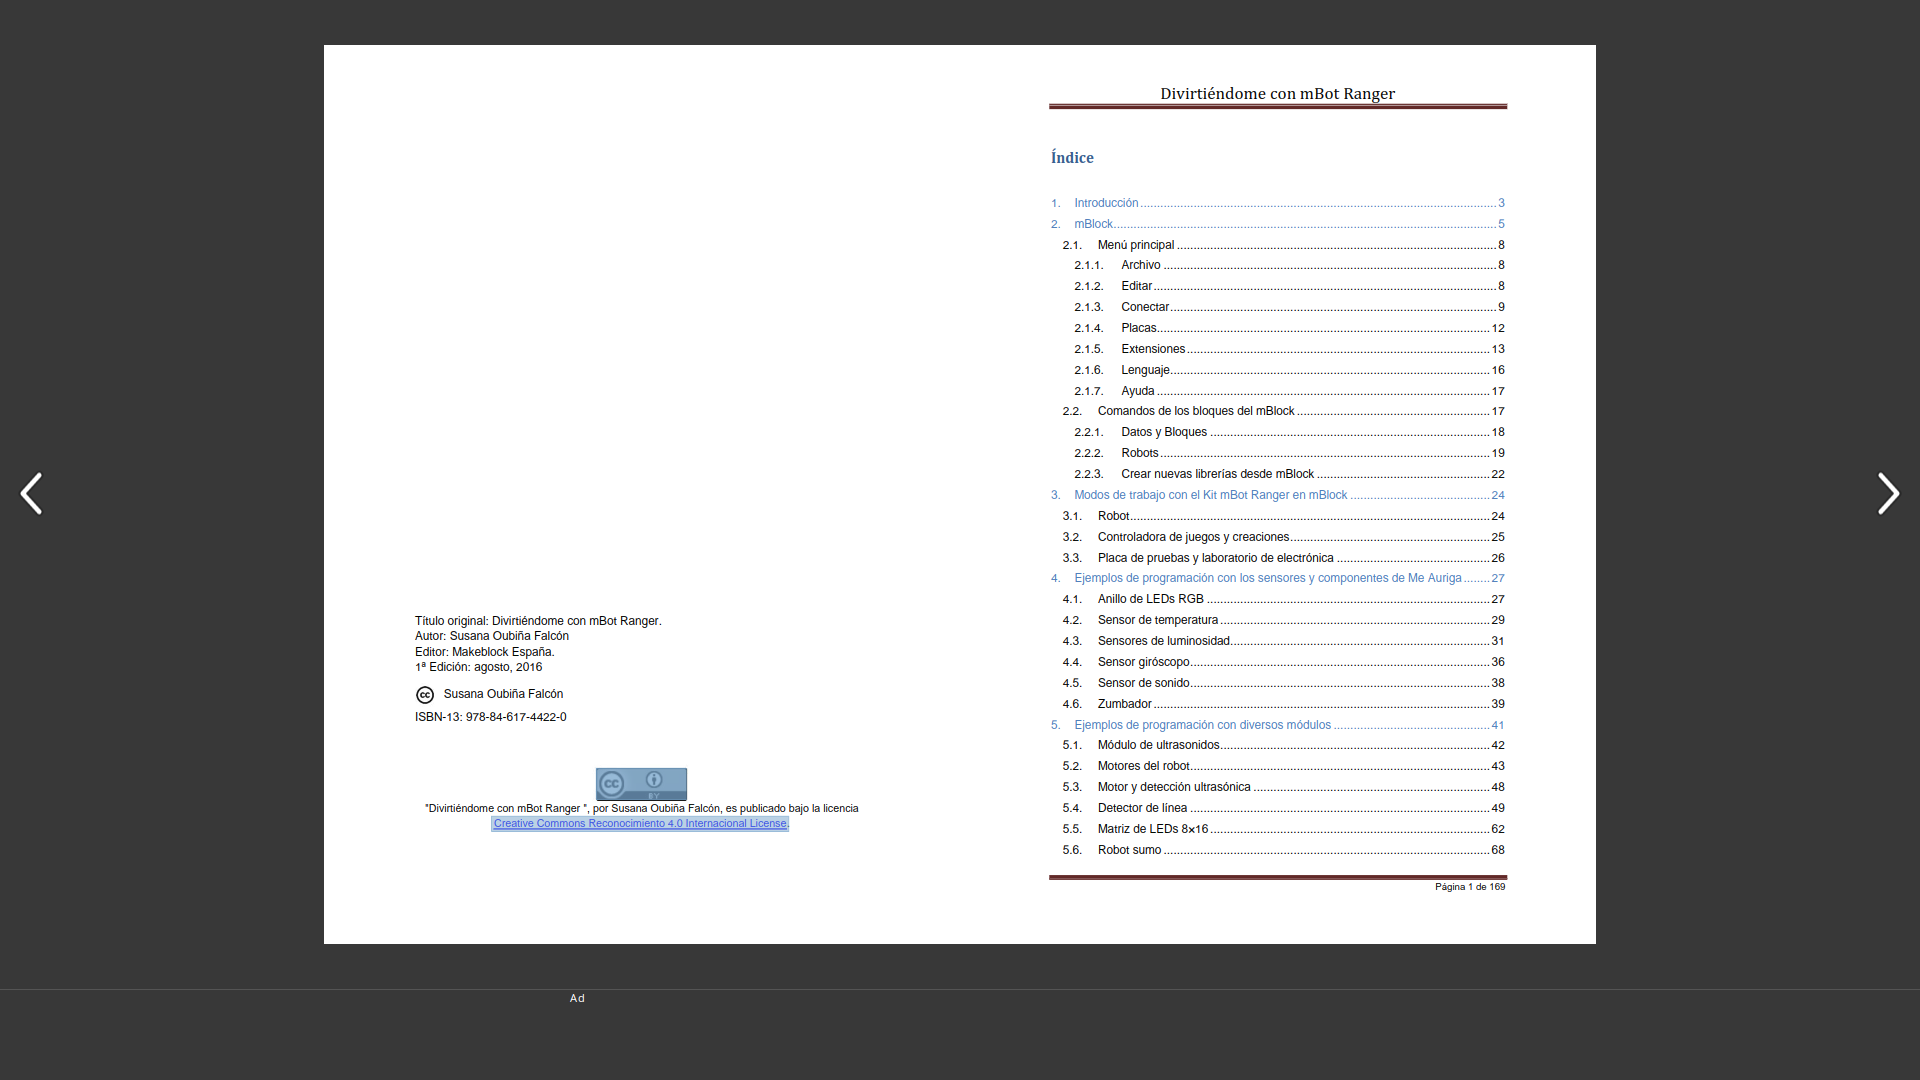 Título original: Divirtiéndome con mBot Ranger.
Autor: Susana Oubiña Falcón
Editor: Makeblock España.
1ª Edición: agosto, 2016
cc Susana Oubiña Falcón
ISBN-13: 978-84-617-4422-0
cc BY
"Divirtiéndome con mBot Ranger ", por Susana Oubiña Falcón, es publicado bajo la licencia
Creative Commons Reconocimiento 4.0 Internacional License.
Divirtiéndome con mBot Ranger
Índice
1. Introducción 3
2. mBlock 5
2.1. Menú principal 8
2.1.1. Archivo 8
2.1.2. Editar 8
2.1.3. Conectar 9
2.1.4. Placas 12
2.1.5. Extensiones 13
2.1.6. Lenguaje 16
2.1.7. Ayuda 17
2.2. Comandos de los bloques del mBlock 17
2.2.1. Datos y Bloques 18
2.2.2. Robots 19
2.2.3. Crear nuevas librerías desde mBlock 22
3. Modos de trabajo con el Kit mBot Ranger en mBlock 24
3.1. Robot 24
3.2. Controladora de juegos y creaciones 25
3.3. Placa de pruebas y laboratorio de electrónica 26
4. Ejemplos de programación con los sensores y componentes de Me Auriga 27
4.1. Anillo de LEDs RGB 27
4.2. Sensor de temperatura 29
4.3. Sensores de luminosidad 31
4.4. Sensor giróscopo 36
4.5. Sensor de sonido 38
4.6. Zumbador 39
5. Ejemplos de programación con diversos módulos 41
5.1. Módulo de ultrasonidos 42
5.2. Motores del robot 43
5.3. Motor y detección ultrasónica 48
5.4. Detector de línea 49
5.5. Matriz de LEDs 8×16 62
5.6. Robot sumo 68
Página 1 de 169
Ad